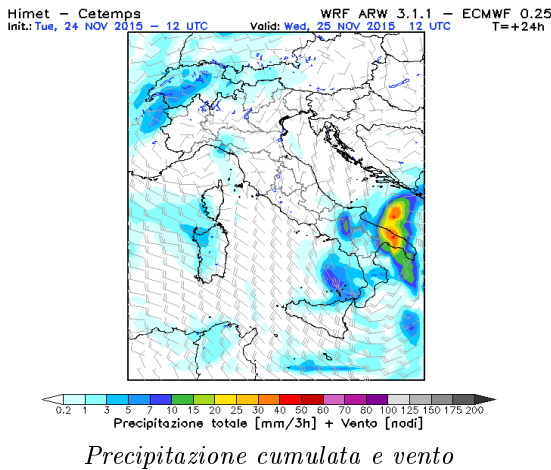 Himet – Cetemps WRF ARW 3.1.1 – ECMWF 0.25
Init.: Tue, 24 NOV 2015 – 12 UTC Valid: Wed, 25 NOV 2015 12 UTC T=+24h
0.2 1 3 5 7 10 15 20 25 30 40 50 60 70 80 100 125 150 175 200
Precipitazione totale [mm/3h] + Vento [nodi]
Precipitazione cumulata e vento